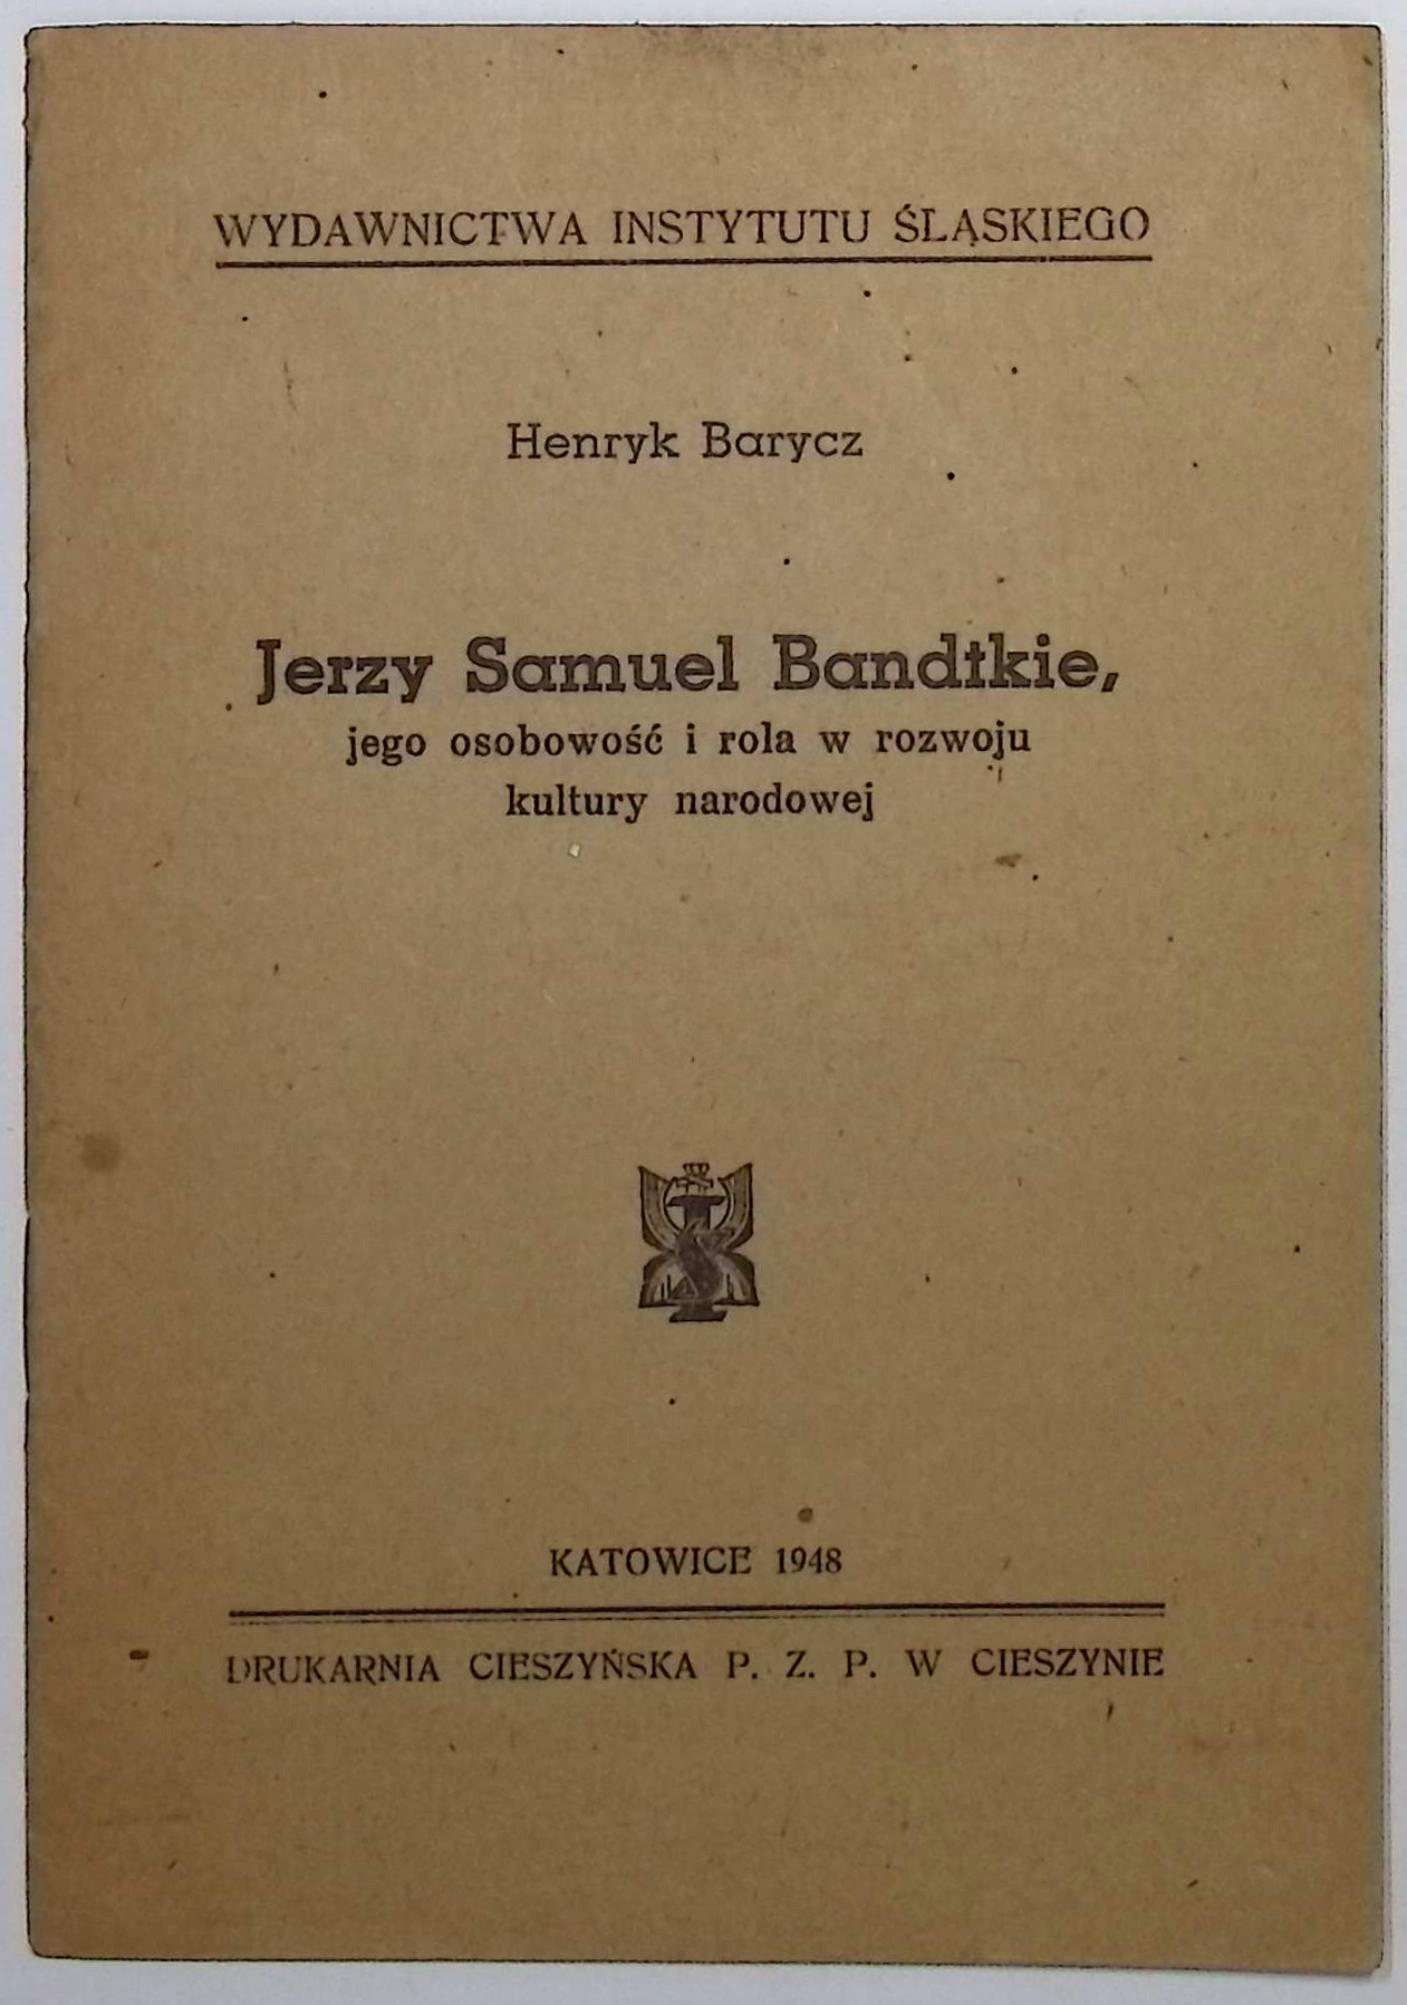 WYDAWNICTWA INSTYTUTU ŚLĄSKIEGO
Henryk Barycz
Jerzy Samuel Bandtkie,
jego osobowość i rola w rozwoju
kultury narodowej
KATOWICE 1948
DRUKARNIA CIESZYŃSKA P. Z. P. W CIESZYNIE